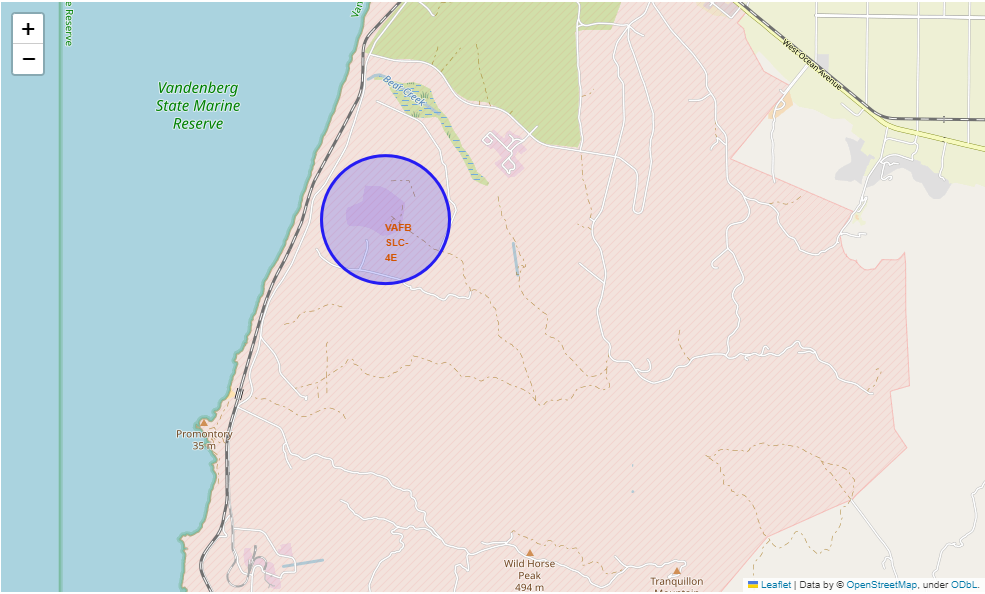 +
−
e Reserve
Van
Vandenberg
State Marine
Reserve
Bear Creek
West Ocean Avenue
VAFB
SLC-
4E
Promontory
35 m
Wild Horse
Peak
494 m
Tranquillon
Mountain
Leaflet | Data by © OpenStreetMap, under ODbL.